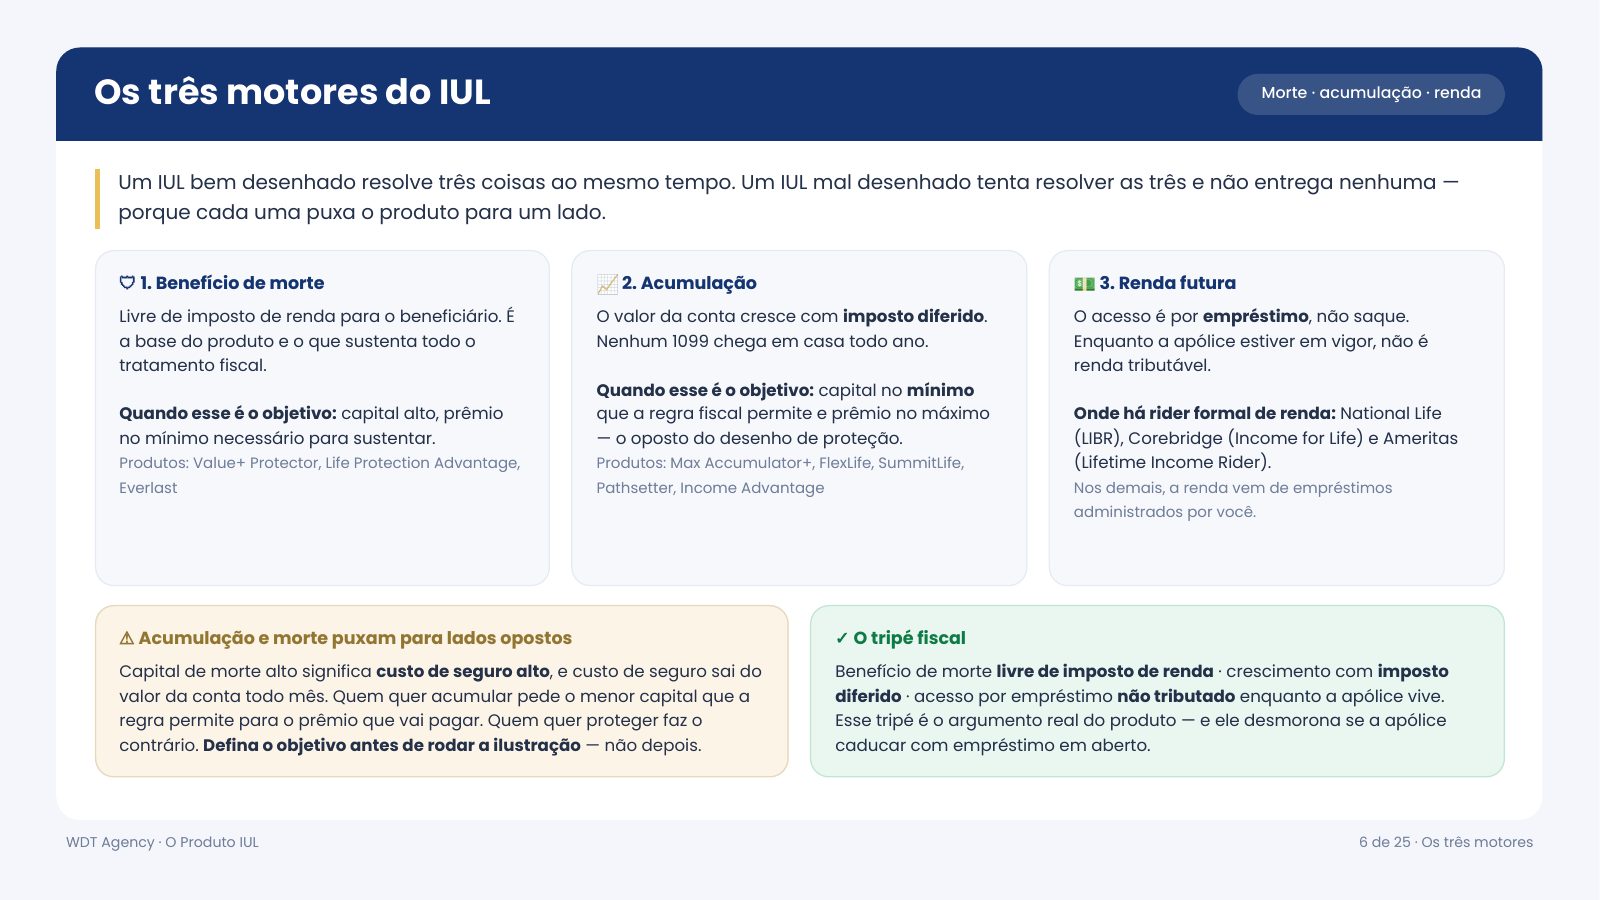 Os três motores do IUL
Morte · acumulação · renda
Um IUL bem desenhado resolve três coisas ao mesmo tempo. Um IUL mal desenhado tenta resolver as três e não entrega nenhuma —
porque cada uma puxa o produto para um lado.
🛡 1. Benefício de morte
Livre de imposto de renda para o beneficiário. É
a base do produto e o que sustenta todo o
tratamento fiscal.
Quando esse é o objetivo: capital alto, prêmio
no mínimo necessário para sustentar.
Produtos: Value+ Protector, Life Protection Advantage,
Everlast
📈 2. Acumulação
O valor da conta cresce com imposto diferido.
Nenhum 1099 chega em casa todo ano.
Quando esse é o objetivo: capital no mínimo
que a regra fiscal permite e prêmio no máximo
— o oposto do desenho de proteção.
Produtos: Max Accumulator+, FlexLife, SummitLife,
Pathsetter, Income Advantage
💵 3. Renda futura
O acesso é por empréstimo, não saque.
Enquanto a apólice estiver em vigor, não é
renda tributável.
Onde há rider formal de renda: National Life
(LIBR), Corebridge (Income for Life) e Ameritas
(Lifetime Income Rider).
Nos demais, a renda vem de empréstimos
administrados por você.
⚠ Acumulação e morte puxam para lados opostos
Capital de morte alto significa custo de seguro alto, e custo de seguro sai do
valor da conta todo mês. Quem quer acumular pede o menor capital que a
regra permite para o prêmio que vai pagar. Quem quer proteger faz o
contrário. Defina o objetivo antes de rodar a ilustração — não depois.
✓ O tripé fiscal
Benefício de morte livre de imposto de renda · crescimento com imposto
diferido · acesso por empréstimo não tributado enquanto a apólice vive.
Esse tripé é o argumento real do produto — e ele desmorona se a apólice
caducar com empréstimo em aberto.
WDT Agency · O Produto IUL
6 de 25 · Os três motores